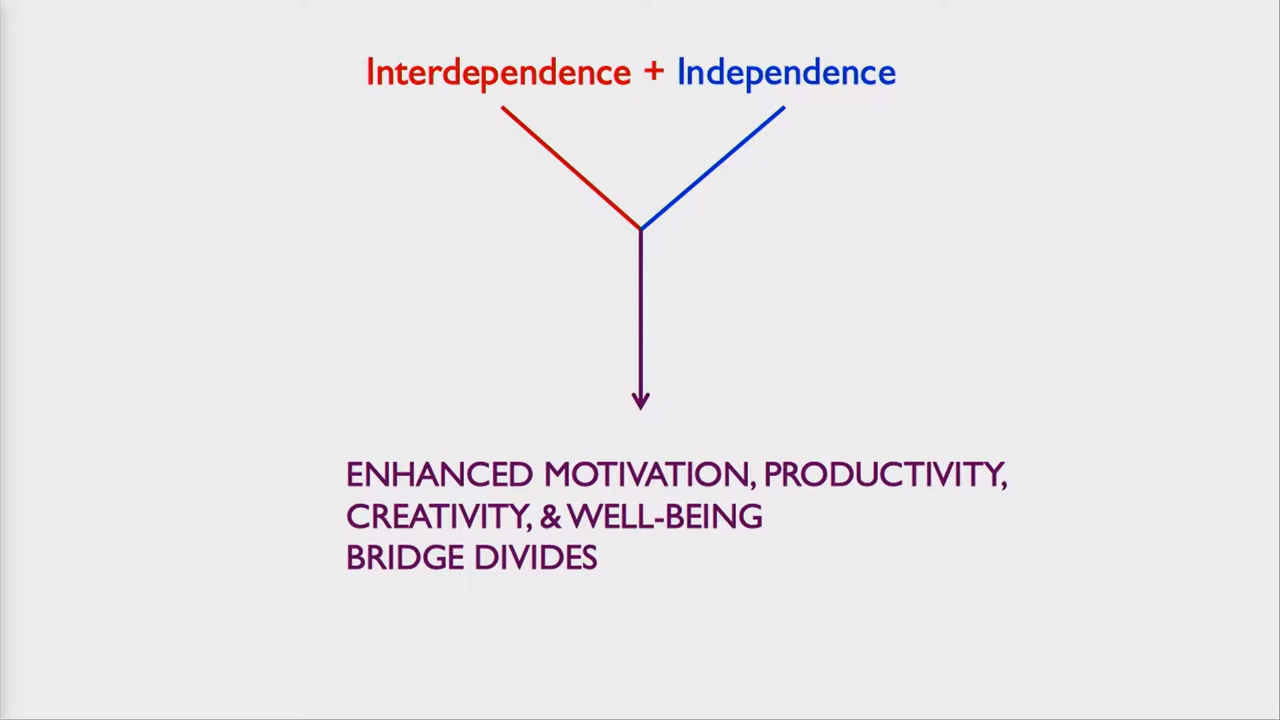 Interdependence + Independence
ENHANCED MOTIVATION, PRODUCTIVITY,
CREATIVITY, & WELL-BEING
BRIDGE DIVIDES